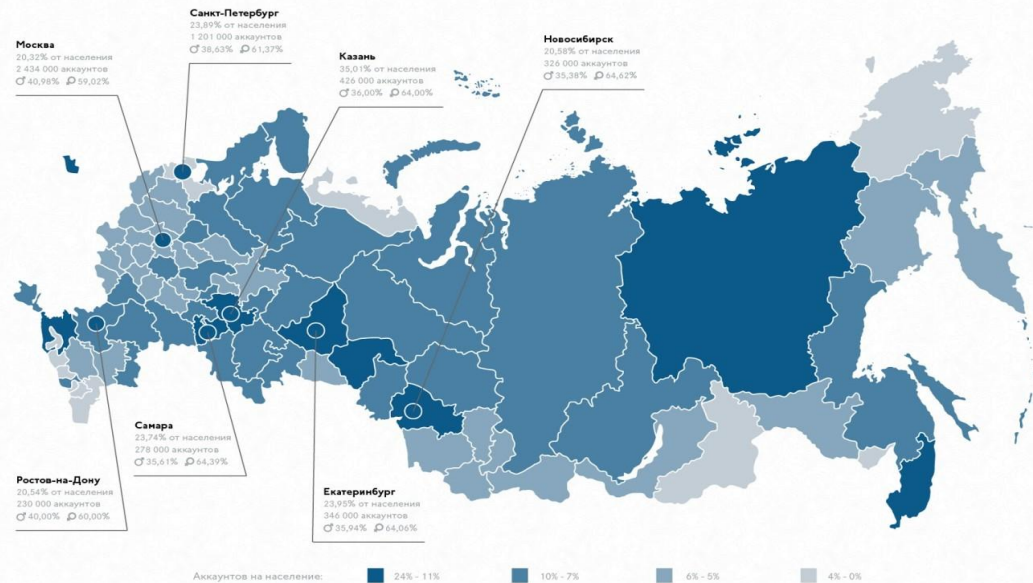 Санкт-Петербург
23,89% от населения
1 201 000 аккаунтов
38,63% 61,37%
Москва
20,32% от населения
2 434 000 аккаунтов
40,98% 59,02%
Казань
35,01% от населения
426 000 аккаунтов
36,00% 64,00%
Новосибирск
20,58% от населения
326 000 аккаунтов
35,38% 64,62%
Самара
23,74% от населения
278 000 аккаунтов
35,61% 64,39%
Ростов-на-Дону
20,54% от населения
230 000 аккаунтов
40,00% 60,00%
Екатеринбург
23,95% от населения
346 000 аккаунтов
35,94% 64,06%
Аккаунтов на население: 24% - 11% 10% - 7% 6% - 5% 4% - 0%